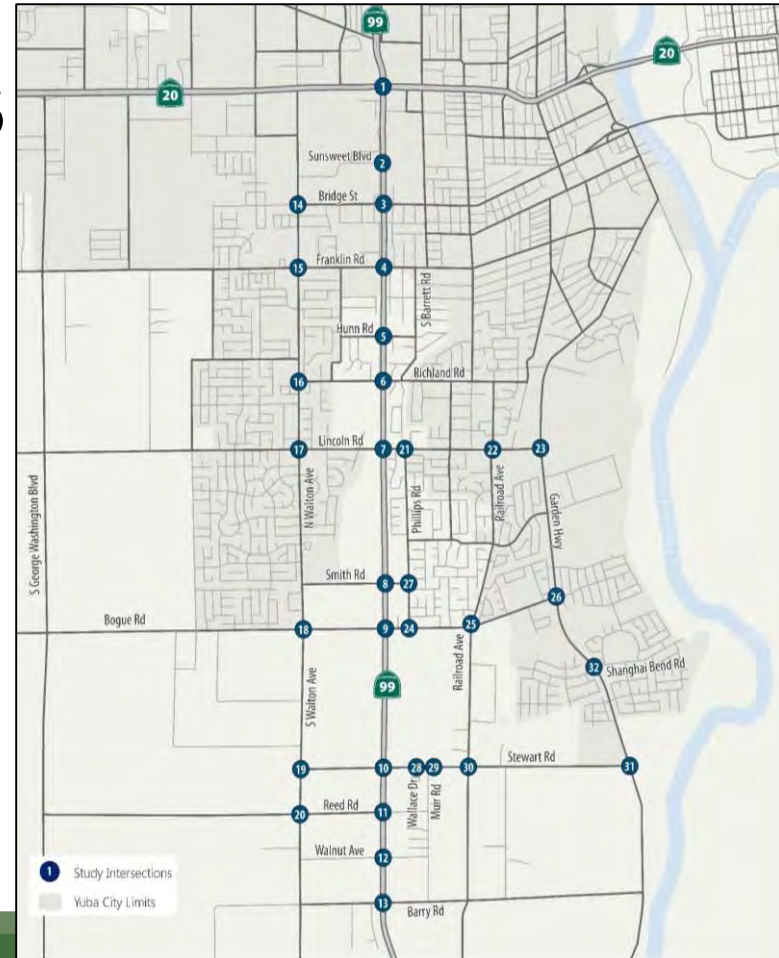 CALIFORNIA
99
CALIFORNIA
20
CALIFORNIA
20
1
Sunsweet Blvd
2
Bridge St
14
3
Franklin Rd
15
4
S Barrett Rd
Hunn Rd
5
Richland Rd
16
6
Lincoln Rd
17
7
21
22
23
S George Washington Blvd
N Walton Ave
Phillips Rd
Railroad Ave
Garden Hwy
Smith Rd
8
27
26
Bogue Rd
18
9
24
25
Railroad Ave
32
Shanghai Bend Rd
CALIFORNIA
99
S Walton Ave
Stewart Rd
19
10
28
29
30
31
Wallace Dr
Muir Rd
Reed Rd
20
11
Walnut Ave
12
13
Barry Rd
1
Study Intersections
Yuba City Limits